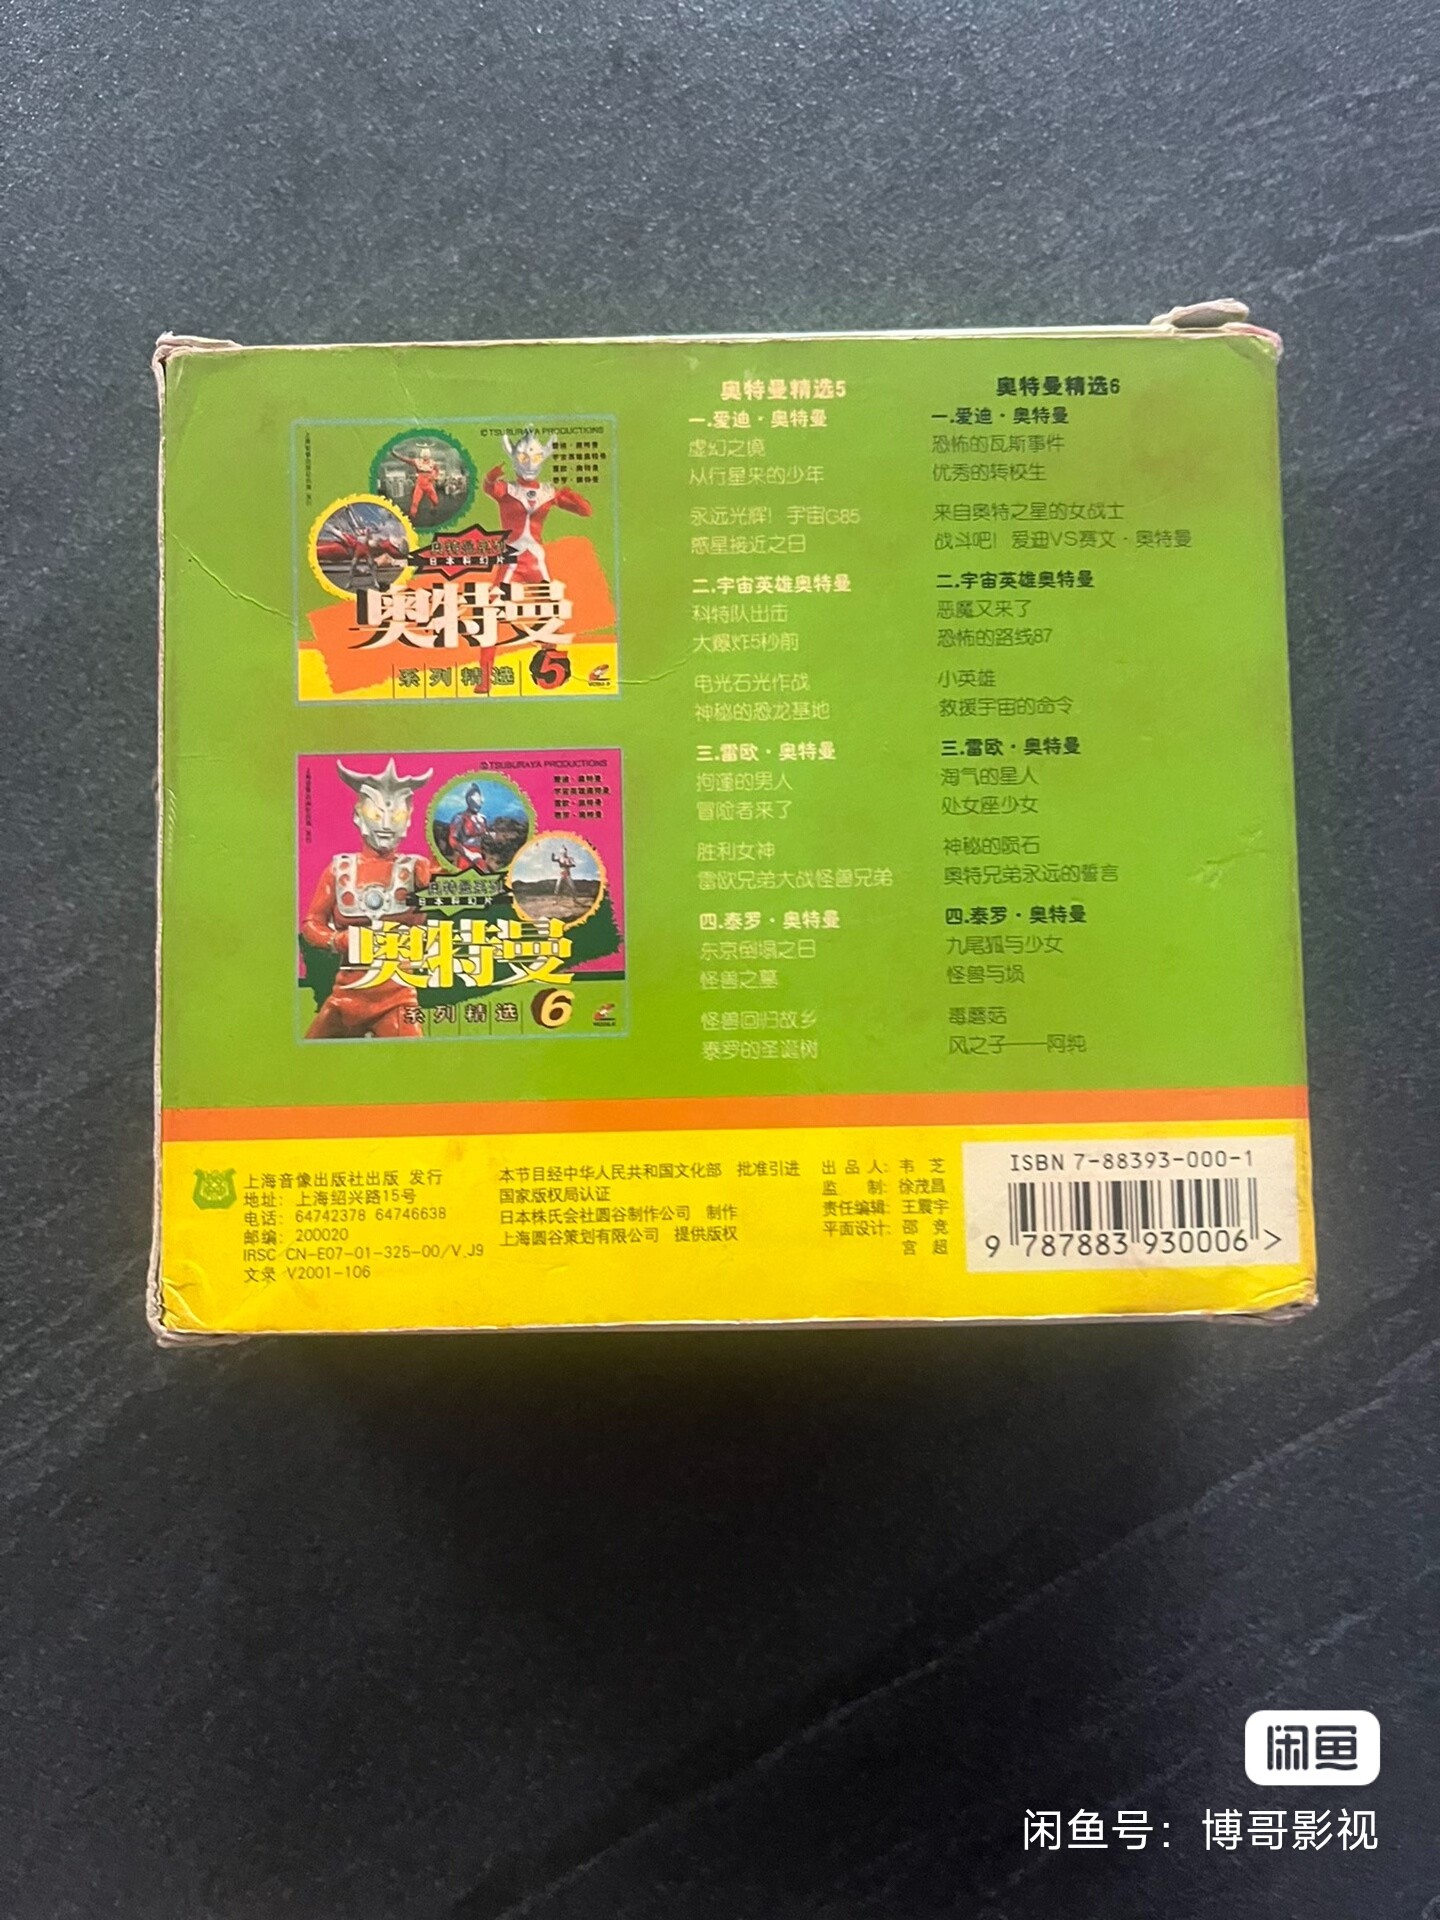 ©TSUBURAYA PRODUCTIONS
日本科幻片
奥特曼
系列精选
5
©TSUBURAYA PRODUCTIONS
日本科幻片
奥特曼
系列精选
6
奥特曼精选5
一.爱迪·奥特曼
虚幻之境
从行星来的少年
永远光辉！宇宙G85
惑星接近之日
二.宇宙英雄奥特曼
科特队出击
大爆炸5秒前
电光石光作战
神秘的恐龙基地
三.雷欧·奥特曼
拘谨的男人
冒险者来了
胜利女神
雷欧兄弟大战怪兽兄弟
四.泰罗·奥特曼
东京倒塌之日
怪兽之墓
怪兽回归故乡
泰罗的圣诞树
奥特曼精选6
一.爱迪·奥特曼
恐怖的瓦斯事件
优秀的转校生
来自奥特之星的女战士
战斗吧！爱迪VS赛文·奥特曼
二.宇宙英雄奥特曼
恶魔又来了
恐怖的路线87
小英雄
救援宇宙的命令
三.雷欧·奥特曼
淘气的星人
处女座少女
神秘的陨石
奥特兄弟永远的誓言
四.泰罗·奥特曼
九尾狐与少女
怪兽与埙
毒蘑菇
风之子——阿纯
上海音像出版社出版 发行
地址：上海绍兴路15号
电话：64742378 64746638
邮编：200020
IRSC CN-E07-01-325-00/V.J9
文录 V2001-106
本节目经中华人民共和国文化部 批准引进
国家版权局认证
日本株氏会社圆谷制作公司 制作
上海圆谷策划有限公司 提供版权
出品人：韦 芝
监 制：徐茂昌
责任编辑：王震宇
平面设计：邵 竞
宫 超
ISBN 7-88393-000-1
9 787883 930006 >
闲鱼
闲鱼号：博哥影视